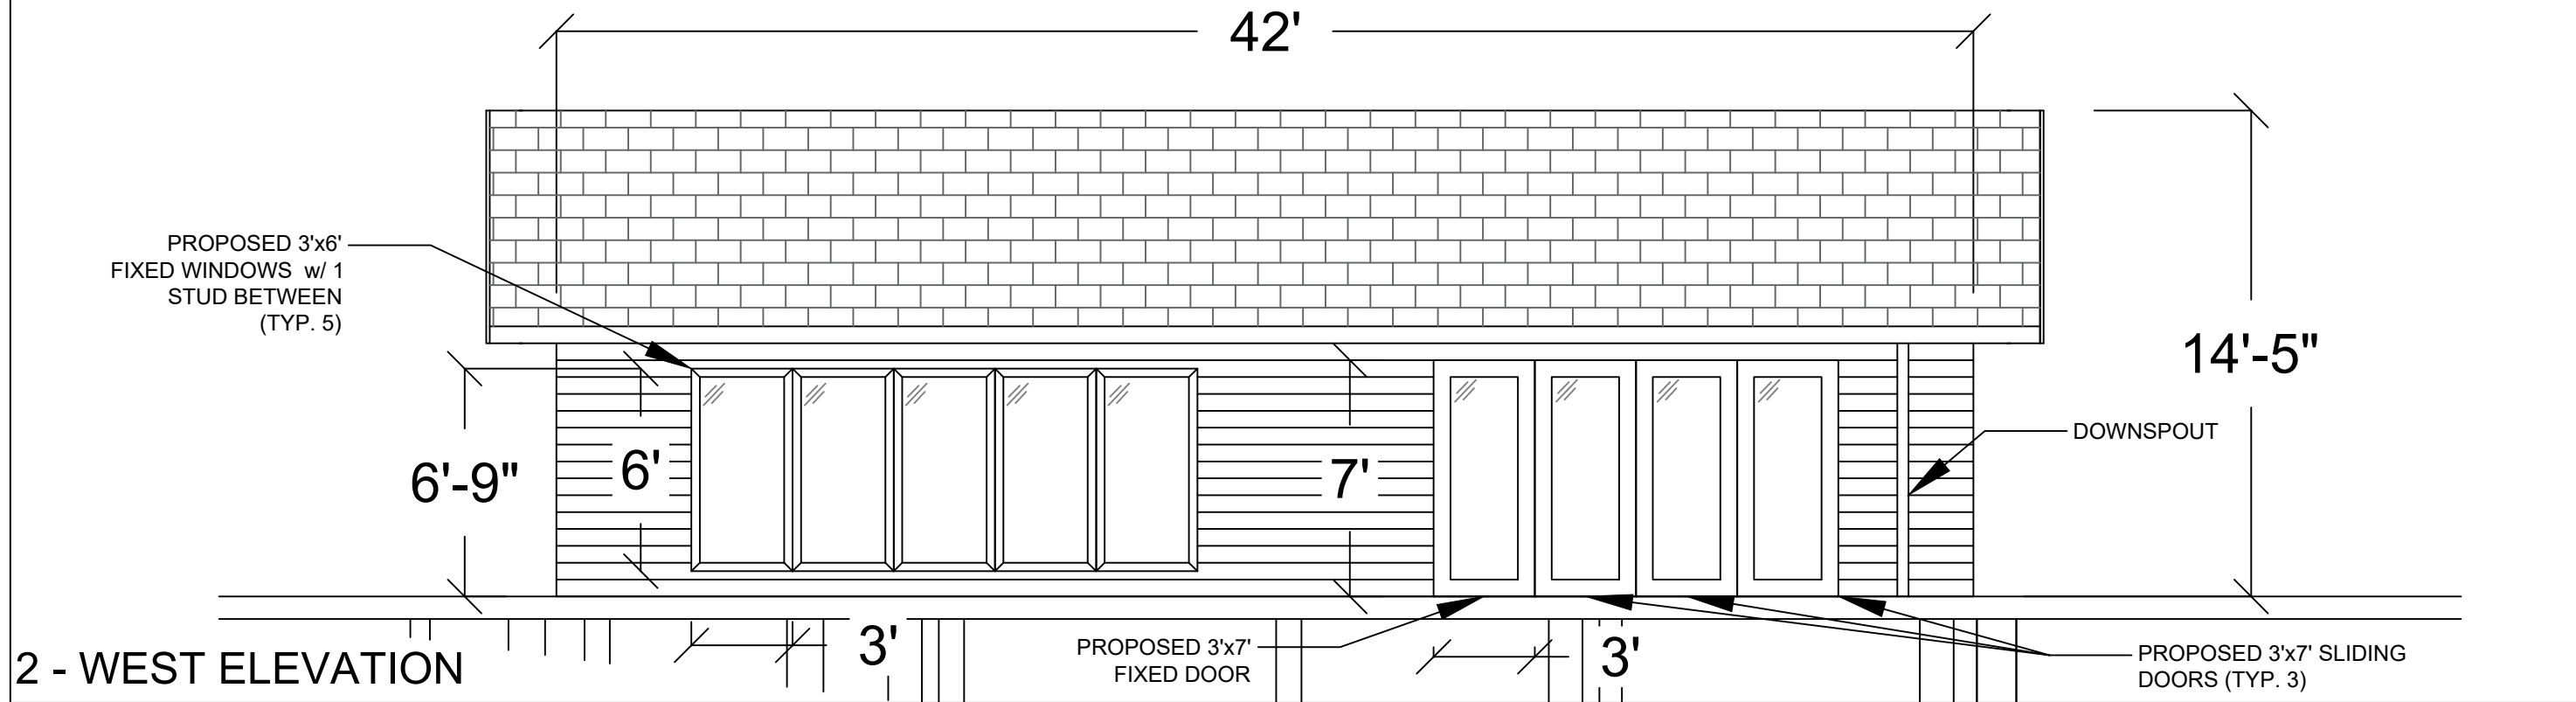 42'
PROPOSED 3'x6'
FIXED WINDOWS w/ 1
STUD BETWEEN
(TYP. 5)
14'-5"
DOWNSPOUT
6'-9"
6'
7'
3'
PROPOSED 3'x7'
FIXED DOOR
3'
PROPOSED 3'x7' SLIDING
DOORS (TYP. 3)
2 - WEST ELEVATION